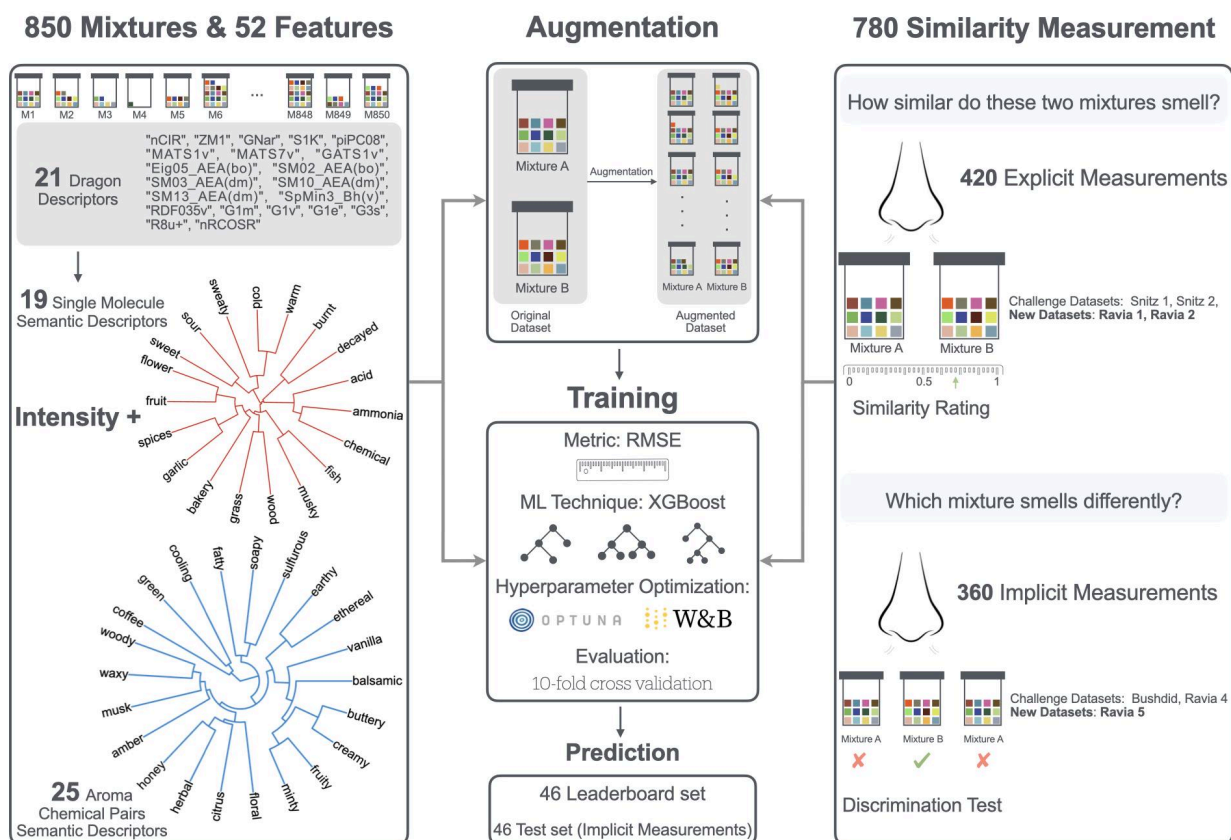 850 Mixtures & 52 Features
M1
M2
M3
M4
M5
M6
...
M848
M849
M850
21 Dragon
Descriptors
"nCIR", "ZM1", "GNar", "S1K", "piPC08",
"MATS1v", "MATS7v", "GATS1v",
"Eig05_AEA(bo)", "SM02_AEA(bo)",
"SM03_AEA(dm)", "SM10_AEA(dm)",
"SM13_AEA(dm)", "SpMin3_Bh(v)",
"RDF035v", "G1m", "G1v", "G1e", "G3s",
"R8u+", "nRCOSR"
19 Single Molecule
Semantic Descriptors
Intensity +
sweaty
cold
warm
burnt
decayed
acid
ammonia
chemical
fish
musky
wood
grass
bakery
garlic
spices
fruit
flower
sweet
sour
cooling
fatty
soapy
sulfurous
earthy
ethereal
vanilla
balsamic
buttery
creamy
fruity
minty
floral
citrus
herbal
honey
amber
musk
waxy
woody
coffee
green
25 Aroma
Chemical Pairs
Semantic Descriptors
Augmentation
Mixture A
Mixture B
Augmentation
Mixture A
Mixture B
Original
Dataset
Augmented
Dataset
Training
Metric: RMSE
0
ML Technique: XGBoost
Hyperparameter Optimization:
OPTUNA
W&B
Evaluation:
10-fold cross validation
Prediction
46 Leaderboard set
46 Test set (Implicit Measurements)
780 Similarity Measurement
How similar do these two mixtures smell?
420 Explicit Measurements
Mixture A
Mixture B
Challenge Datasets: Snitz 1, Snitz 2,
New Datasets: Ravia 1, Ravia 2
0
0.5
1
Similarity Rating
Which mixture smells differently?
360 Implicit Measurements
Mixture A
Mixture B
Mixture A
Challenge Datasets: Bushdid, Ravia 4
New Datasets: Ravia 5
Discrimination Test